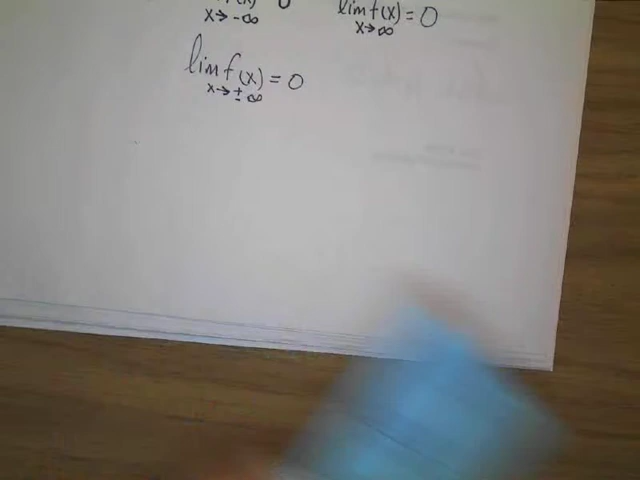 lim f(x) = 0
x→-∞ x→∞
lim f(x) = 0
x→±∞